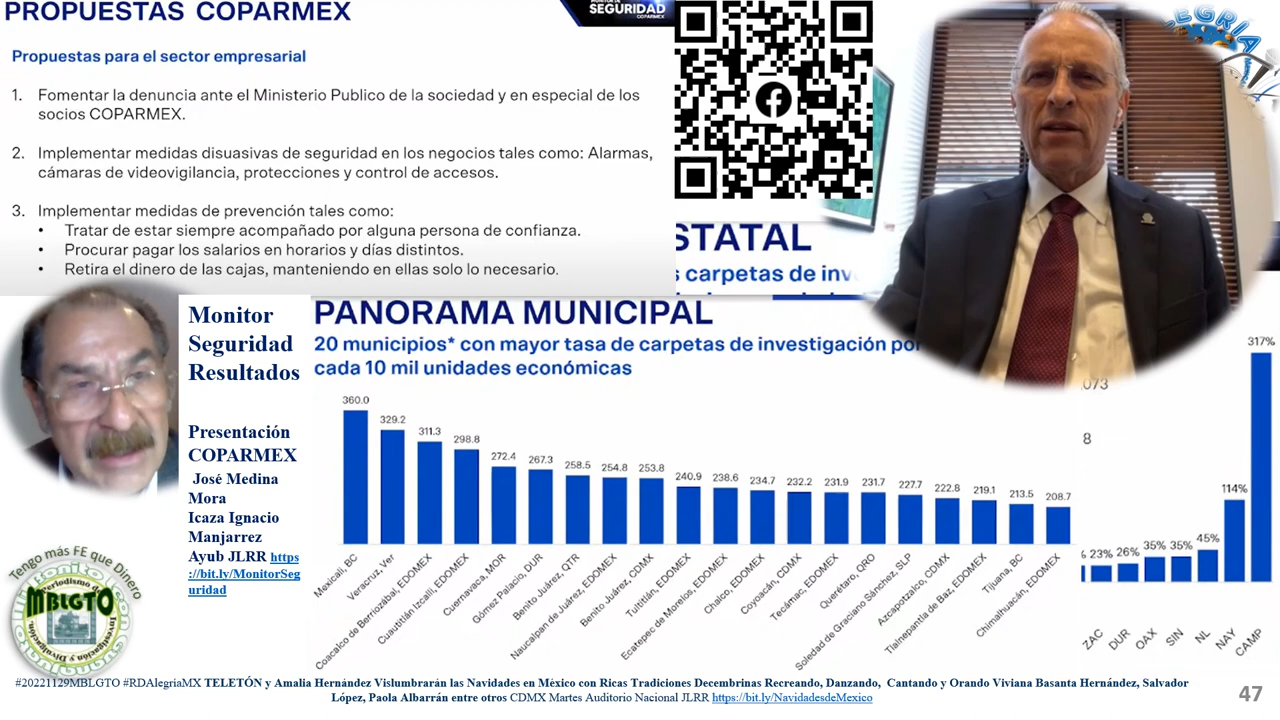 PROPUESTAS COPARMEX
SEGURIDAD
COPARMEX
Propuestas para el sector empresarial
1. Fomentar la denuncia ante el Ministerio Publico de la sociedad y en especial de los
socios COPARMEX.
2. Implementar medidas disuasivas de seguridad en los negocios tales como: Alarmas,
cámaras de videovigilancia, protecciones y control de accesos.
3. Implementar medidas de prevención tales como:
• Tratar de estar siempre acompañado por alguna persona de confianza.
• Procurar pagar los salarios en horarios y días distintos.
• Retira el dinero de las cajas, manteniendo en ellas solo lo necesario.
STATAL
s carpetas de inv
Monitor
Seguridad
Resultados
Presentación
COPARMEX
José Medina
Mora
Icaza Ignacio
Manjarrez
Ayub JLRR https
://bit.ly/MonitorSeg
uridad
PANORAMA MUNICIPAL
20 municipios* con mayor tasa de carpetas de investigación por
cada 10 mil unidades económicas
360.0 329.2 311.3 298.8 272.4 267.3 258.5 254.8 253.8 240.9 238.6 234.7 232.2 231.9 231.7 227.7 222.8 219.1 213.5 208.7
Mexicali, BC
Veracruz, Ver
Coacalco de Berriozábal, EDOMEX
Cuautitlán Izcalli, EDOMEX
Cuernavaca, MOR
Gómez Palacio, DUR
Benito Juárez, QTR
Naucalpan de Juárez, EDOMEX
Benito Juárez, CDMX
Tultitlán, EDOMEX
Ecatepec de Morelos, EDOMEX
Chalco, EDOMEX
Coyoacan, CDMX
Tecámac, EDOMEX
Querétaro, QRO
Soledad de Graciano Sánchez, SLP
Azcapotzalco, CDMX
Tlalnepantla de Baz, EDOMEX
Tijuana, BC
Chimalhuacán, EDOMEX
,073
8
% 23% 26% 35% 35% 45% 114% 317%
ZAC DUR OAX SIN NL NAY CAMP
Tengo más FE que Dinero
Periodismo de
MBLGTO
Investigación y Divulgación.
#20221129MBLGTO #RDAlegriaMX TELETÓN y Amalia Hernández Vislumbrarán las Navidades en México con Ricas Tradiciones Decembrinas Recreando, Danzando, Cantando y Orando Viviana Basanta Hernández, Salvador
López, Paola Albarrán entre otros CDMX Martes Auditorio Nacional JLRR https://bit.ly/NavidadesdeMexico
47